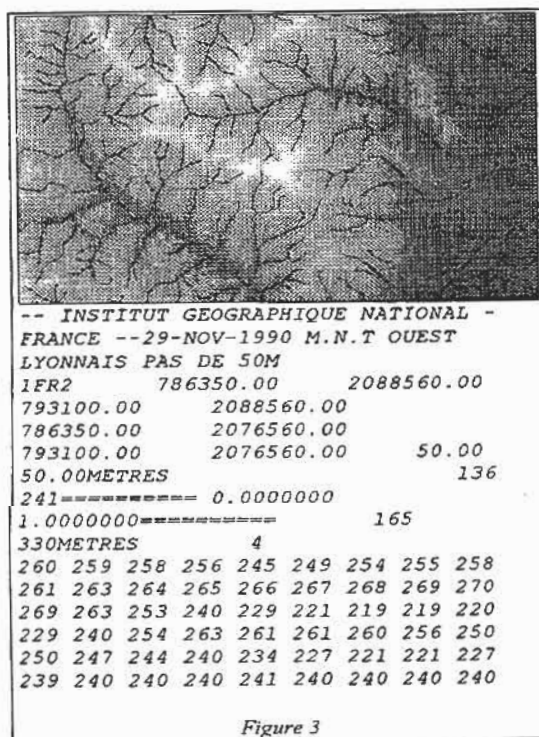 -- INSTITUT GEOGRAPHIQUE NATIONAL -
FRANCE --29-NOV-1990 M.N.T OUEST
LYONNAIS PAS DE 50M
1FR2 786350.00 2088560.00
793100.00 2088560.00
786350.00 2076560.00
793100.00 2076560.00 50.00
50.00METRES 136
241========== 0.0000000
1.0000000========== 165
330METRES 4
260 259 258 256 245 249 254 255 258
261 263 264 265 266 267 268 269 270
269 263 253 240 229 221 219 219 220
229 240 254 263 261 261 260 256 250
250 247 244 240 234 227 221 221 227
239 240 240 240 241 240 240 240 240
Figure 3